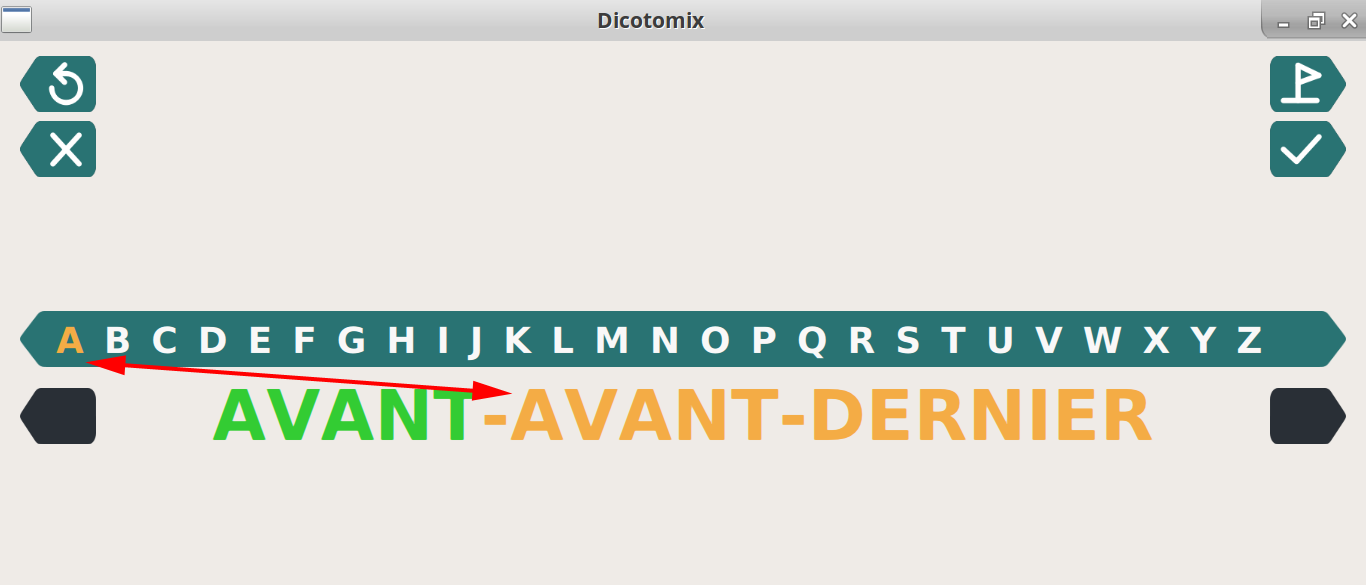 Dicotomix
A B C D E F G H I J K L M N O P Q R S T U V W X Y Z
AVANT-AVANT-DERNIER